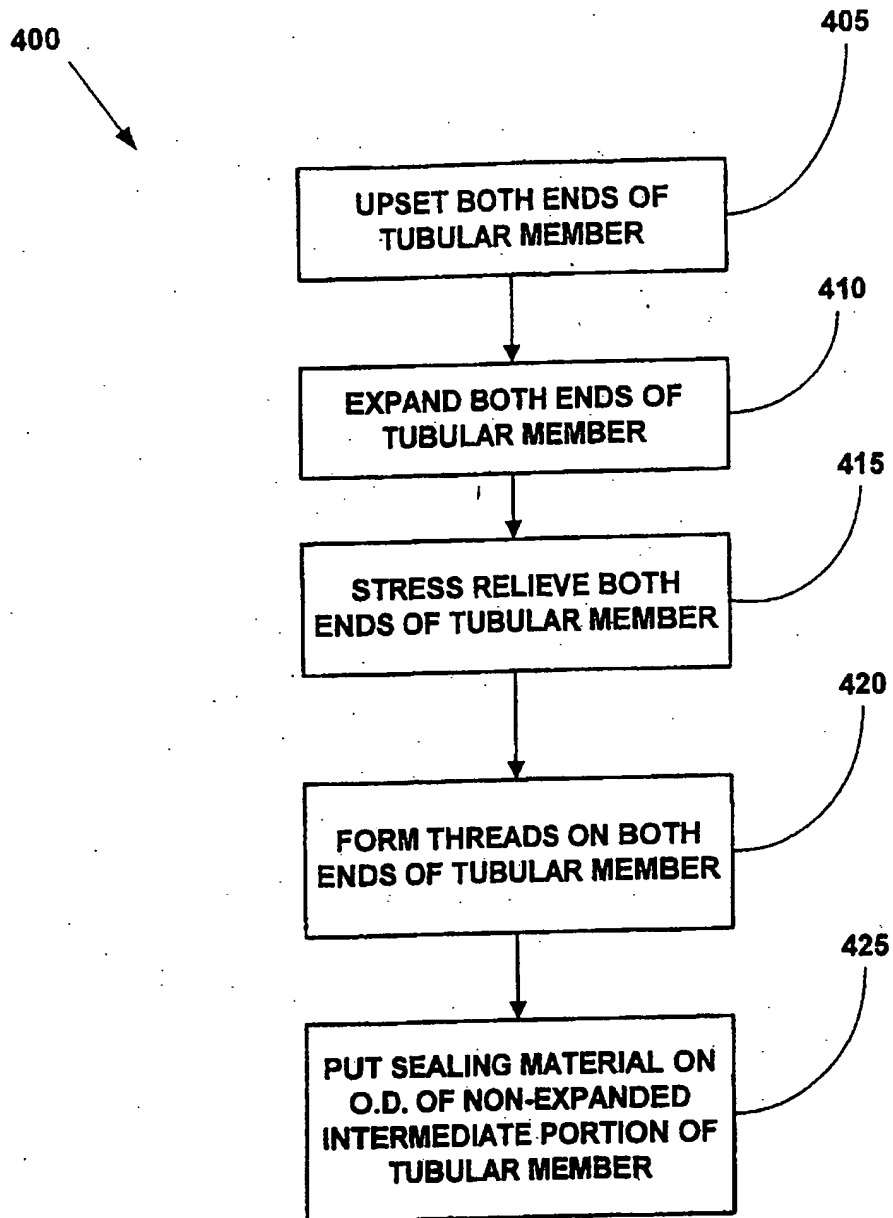 400
405
UPSET BOTH ENDS OF
TUBULAR MEMBER
410
EXPAND BOTH ENDS OF
TUBULAR MEMBER
415
STRESS RELIEVE BOTH
ENDS OF TUBULAR MEMBER
420
FORM THREADS ON BOTH
ENDS OF TUBULAR MEMBER
425
PUT SEALING MATERIAL ON
O.D. OF NON-EXPANDED
INTERMEDIATE PORTION OF
TUBULAR MEMBER